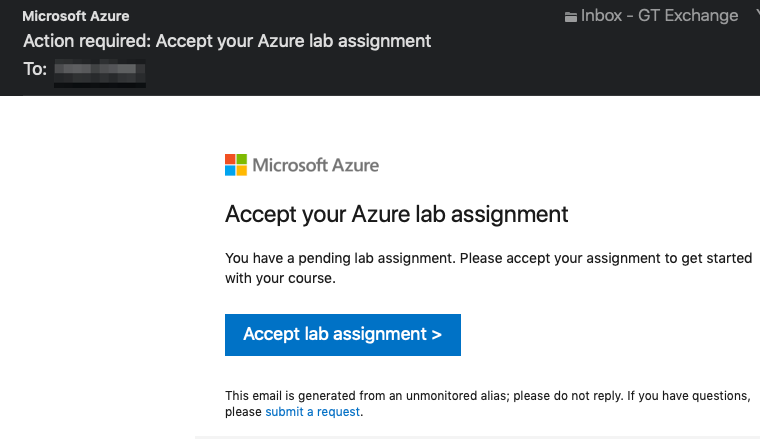 Microsoft Azure
Inbox - GT Exchange
Action required: Accept your Azure lab assignment
To:
Microsoft Azure
Accept your Azure lab assignment
You have a pending lab assignment. Please accept your assignment to get started
with your course.
Accept lab assignment >
This email is generated from an unmonitored alias; please do not reply. If you have questions,
please submit a request.